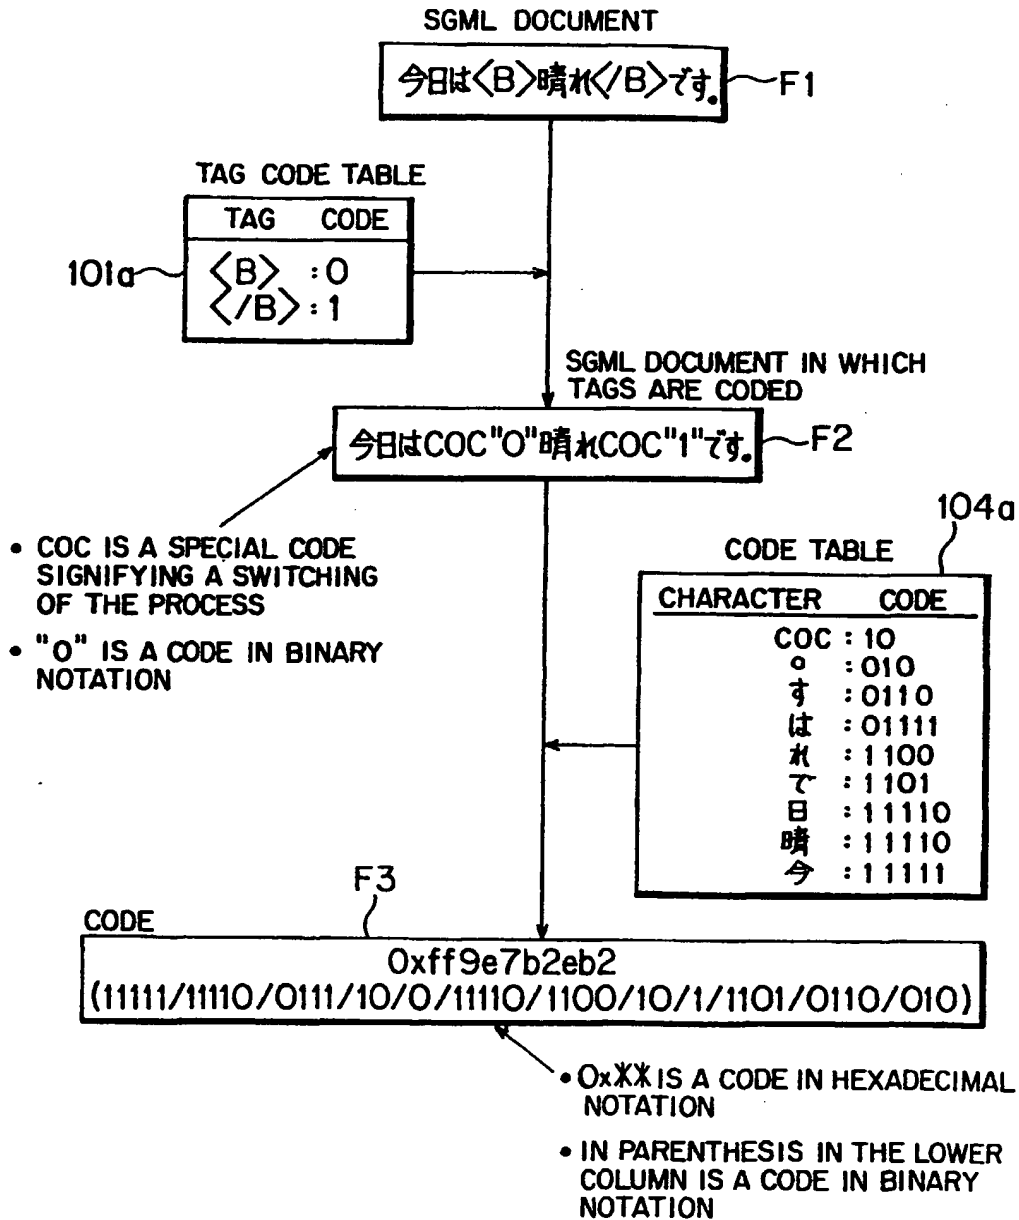 SGML DOCUMENT
今日は<B>晴れ</B>です。
F1
TAG CODE TABLE
TAG CODE
<B> :0
</B>:1
101a
SGML DOCUMENT IN WHICH
TAGS ARE CODED
今日はCOC"0"晴れCOC"1"です。
F2
• COC IS A SPECIAL CODE
SIGNIFYING A SWITCHING
OF THE PROCESS
• "0" IS A CODE IN BINARY
NOTATION
104a
CODE TABLE
CHARACTER CODE
COC : 10
。 : 010
す : 0110
は : 01111
れ : 1100
で : 1101
日 : 11110
晴 : 11110
今 : 11111
F3
CODE
0xff9e7b2eb2
(11111/11110/0111/10/0/11110/1100/10/1/1101/0110/010)
• 0x** IS A CODE IN HEXADECIMAL
NOTATION
• IN PARENTHESIS IN THE LOWER
COLUMN IS A CODE IN BINARY
NOTATION